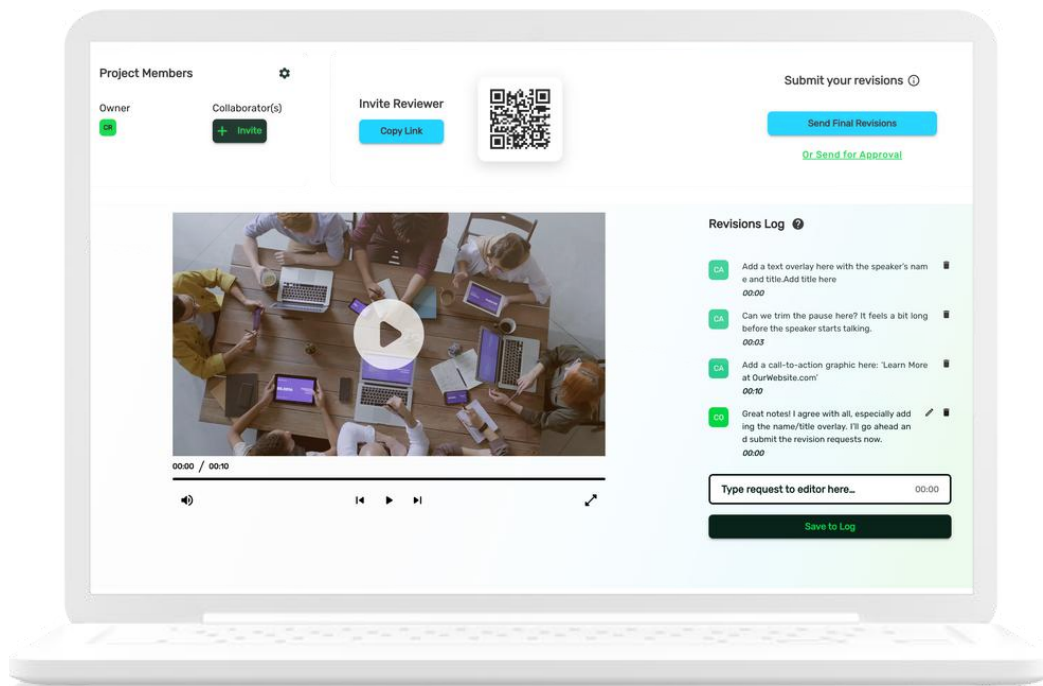 Project Members
Owner
Collaborator(s)
CR
+ Invite
Invite Reviewer
Copy Link
Submit your revisions
Send Final Revisions
Or Send for Approval
00:00 / 00:10
Revisions Log
CA
Add a text overlay here with the speaker's nam
e and title.Add title here
00:00
CA
Can we trim the pause here? It feels a bit long
before the speaker starts talking.
00:03
CA
Add a call-to-action graphic here: 'Learn More
at OurWebsite.com'
00:10
CO
Great notes! I agree with all, especially add
ing the name/title overlay. I'll go ahead an
d submit the revision requests now.
00:00
Type request to editor here...
00:00
Save to Log